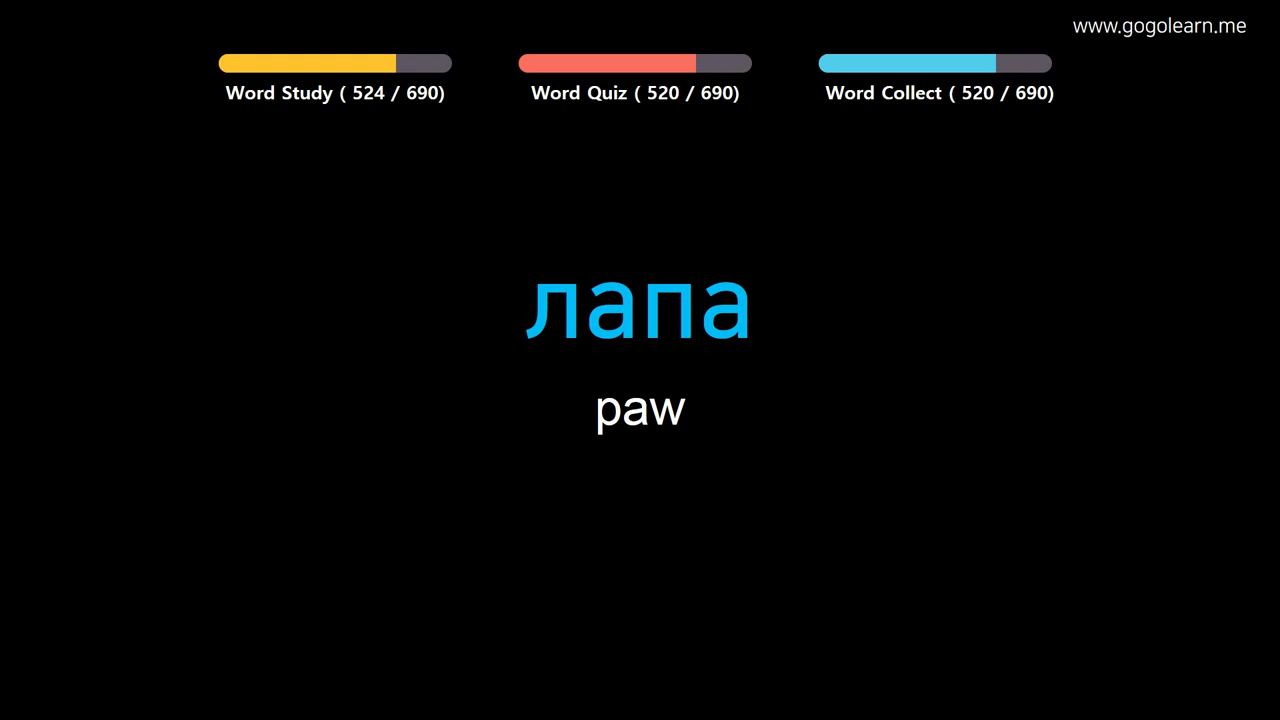 www.gogolearn.me
Word Study ( 524 / 690)
Word Quiz ( 520 / 690)
Word Collect ( 520 / 690)
лапа
paw